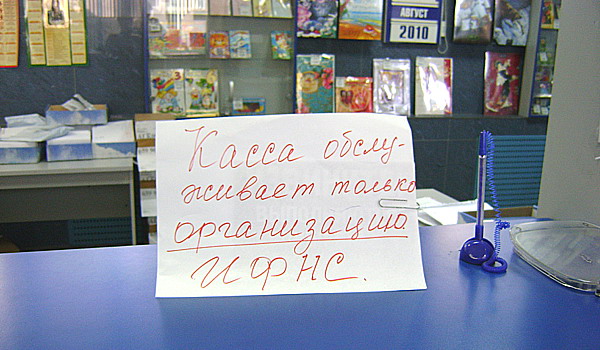 АВГУСТ
2010
Касса обслу-
живает только
организацию
ИФНС.